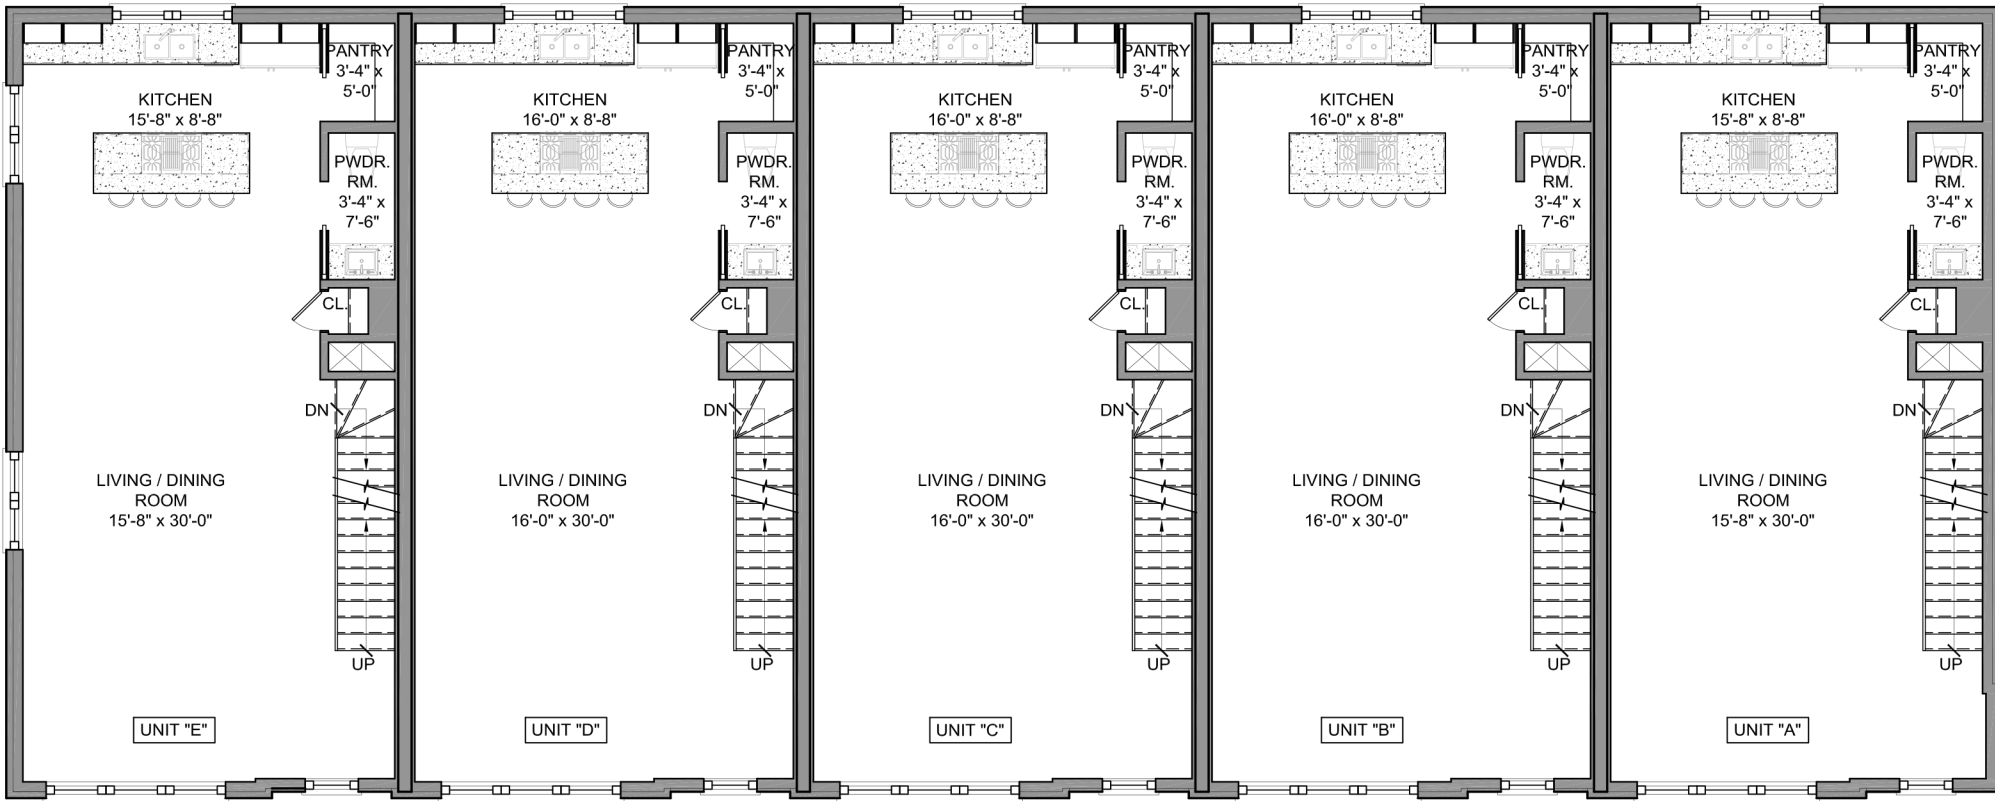 PANTRY
3'-4" x
5'-0"
KITCHEN
15'-8" x 8'-8"
PWDR.
RM.
3'-4" x
7'-6"
CL.
DN
LIVING / DINING
ROOM
15'-8" x 30'-0"
UP
UNIT "E"
PANTRY
3'-4" x
5'-0"
KITCHEN
16'-0" x 8'-8"
PWDR.
RM.
3'-4" x
7'-6"
CL.
DN
LIVING / DINING
ROOM
16'-0" x 30'-0"
UP
UNIT "D"
PANTRY
3'-4" x
5'-0"
KITCHEN
16'-0" x 8'-8"
PWDR.
RM.
3'-4" x
7'-6"
CL.
DN
LIVING / DINING
ROOM
16'-0" x 30'-0"
UP
UNIT "C"
PANTRY
3'-4" x
5'-0"
KITCHEN
16'-0" x 8'-8"
PWDR.
RM.
3'-4" x
7'-6"
CL.
DN
LIVING / DINING
ROOM
16'-0" x 30'-0"
UP
UNIT "B"
PANTRY
3'-4" x
5'-0"
KITCHEN
15'-8" x 8'-8"
PWDR.
RM.
3'-4" x
7'-6"
CL.
DN
LIVING / DINING
ROOM
15'-8" x 30'-0"
UP
UNIT "A"